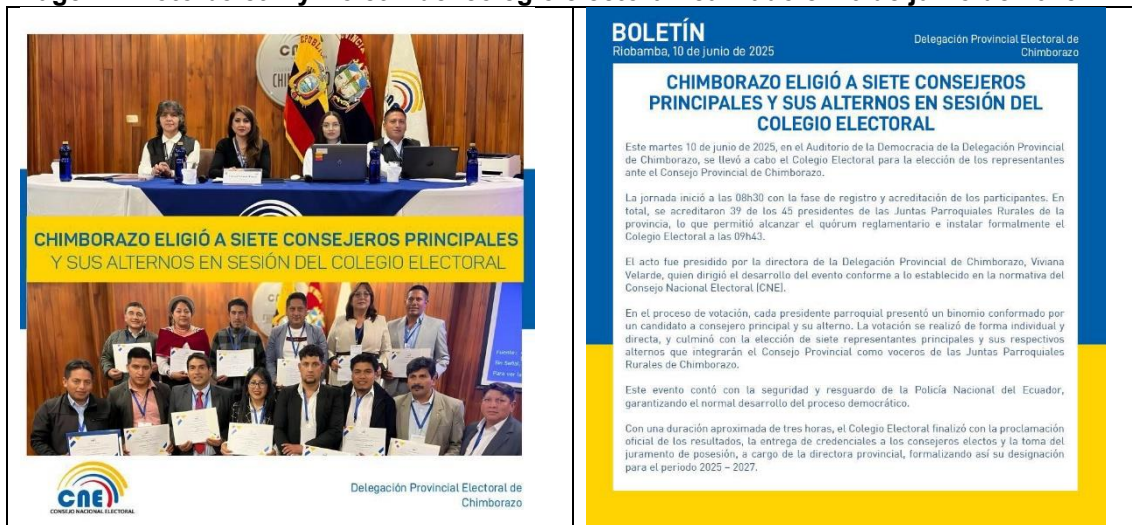 CHIMBORAZO ELIGIÓ A SIETE CONSEJEROS PRINCIPALES
Y SUS ALTERNOS EN SESIÓN DEL COLEGIO ELECTORAL
CNE
CONSEJO NACIONAL ELECTORAL
Delegación Provincial Electoral de
Chimborazo
BOLETÍN
Riobamba, 10 de junio de 2025
Delegación Provincial Electoral de
Chimborazo
CHIMBORAZO ELIGIÓ A SIETE CONSEJEROS
PRINCIPALES Y SUS ALTERNOS EN SESIÓN DEL
COLEGIO ELECTORAL
Este martes 10 de junio de 2025, en el Auditorio de la Democracia de la Delegación Provincial
de Chimborazo, se llevó a cabo el Colegio Electoral para la elección de los representantes
ante el Consejo Provincial de Chimborazo.
La jornada inició a las 08h30 con la fase de registro y acreditación de los participantes. En
total, se acreditaron 39 de los 45 presidentes de las Juntas Parroquiales Rurales de la
provincia, lo que permitió alcanzar el quórum reglamentario e instalar formalmente el
Colegio Electoral a las 09h43.
El acto fue presidido por la directora de la Delegación Provincial de Chimborazo, Viviana
Velarde, quien dirigió el desarrollo del evento conforme a lo establecido en la normativa del
Consejo Nacional Electoral (CNE).
En el proceso de votación, cada presidente parroquial presentó un binomio conformado por
un candidato a consejero principal y su alterno. La votación se realizó de forma individual y
directa, y culminó con la elección de siete representantes principales y sus respectivos
alternos que integrarán el Consejo Provincial como voceros de las Juntas Parroquiales
Rurales de Chimborazo.
Este evento contó con la seguridad y resguardo de la Policía Nacional del Ecuador,
garantizando el normal desarrollo del proceso democrático.
Con una duración aproximada de tres horas, el Colegio Electoral finalizó con la proclamación
oficial de los resultados, la entrega de credenciales a los consejeros electos y la toma del
juramento de posesión, a cargo de la directora provincial, formalizando así su designación
para el periodo 2025 – 2027.